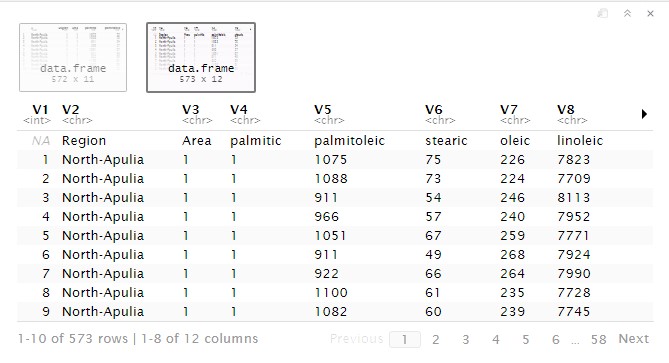 data.frame data.frame
572 x 11 573 x 12
V1 V2 V3 V4 V5 V6 V7 V8
<int> <chr> <chr> <chr> <chr> <chr> <chr> <chr>
NA Region Area palmitic palmitoleic stearic oleic linoleic
1 North-Apulia 1 1 1075 75 226 7823
2 North-Apulia 1 1 1088 73 224 7709
3 North-Apulia 1 1 911 54 246 8113
4 North-Apulia 1 1 966 57 240 7952
5 North-Apulia 1 1 1051 67 259 7771
6 North-Apulia 1 1 911 49 268 7924
7 North-Apulia 1 1 922 66 264 7990
8 North-Apulia 1 1 1100 61 235 7728
9 North-Apulia 1 1 1082 60 239 7745
1-10 of 573 rows | 1-8 of 12 columns Previous 1 2 3 4 5 6 ... 58 Next